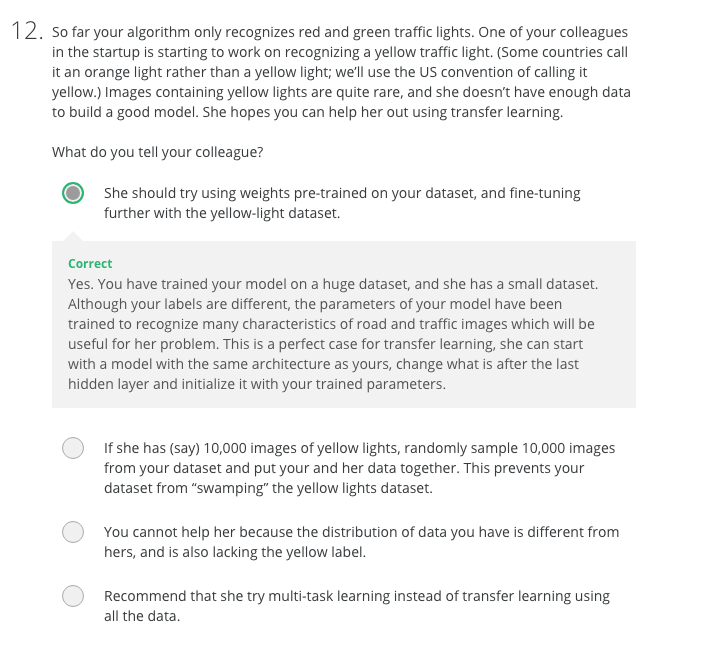 12. So far your algorithm only recognizes red and green traffic lights. One of your colleagues
in the startup is starting to work on recognizing a yellow traffic light. (Some countries call
it an orange light rather than a yellow light; we’ll use the US convention of calling it
yellow.) Images containing yellow lights are quite rare, and she doesn’t have enough data
to build a good model. She hopes you can help her out using transfer learning.
What do you tell your colleague?
She should try using weights pre-trained on your dataset, and fine-tuning
further with the yellow-light dataset.
Correct
Yes. You have trained your model on a huge dataset, and she has a small dataset.
Although your labels are different, the parameters of your model have been
trained to recognize many characteristics of road and traffic images which will be
useful for her problem. This is a perfect case for transfer learning, she can start
with a model with the same architecture as yours, change what is after the last
hidden layer and initialize it with your trained parameters.
If she has (say) 10,000 images of yellow lights, randomly sample 10,000 images
from your dataset and put your and her data together. This prevents your
dataset from “swamping” the yellow lights dataset.
You cannot help her because the distribution of data you have is different from
hers, and is also lacking the yellow label.
Recommend that she try multi-task learning instead of transfer learning using
all the data.